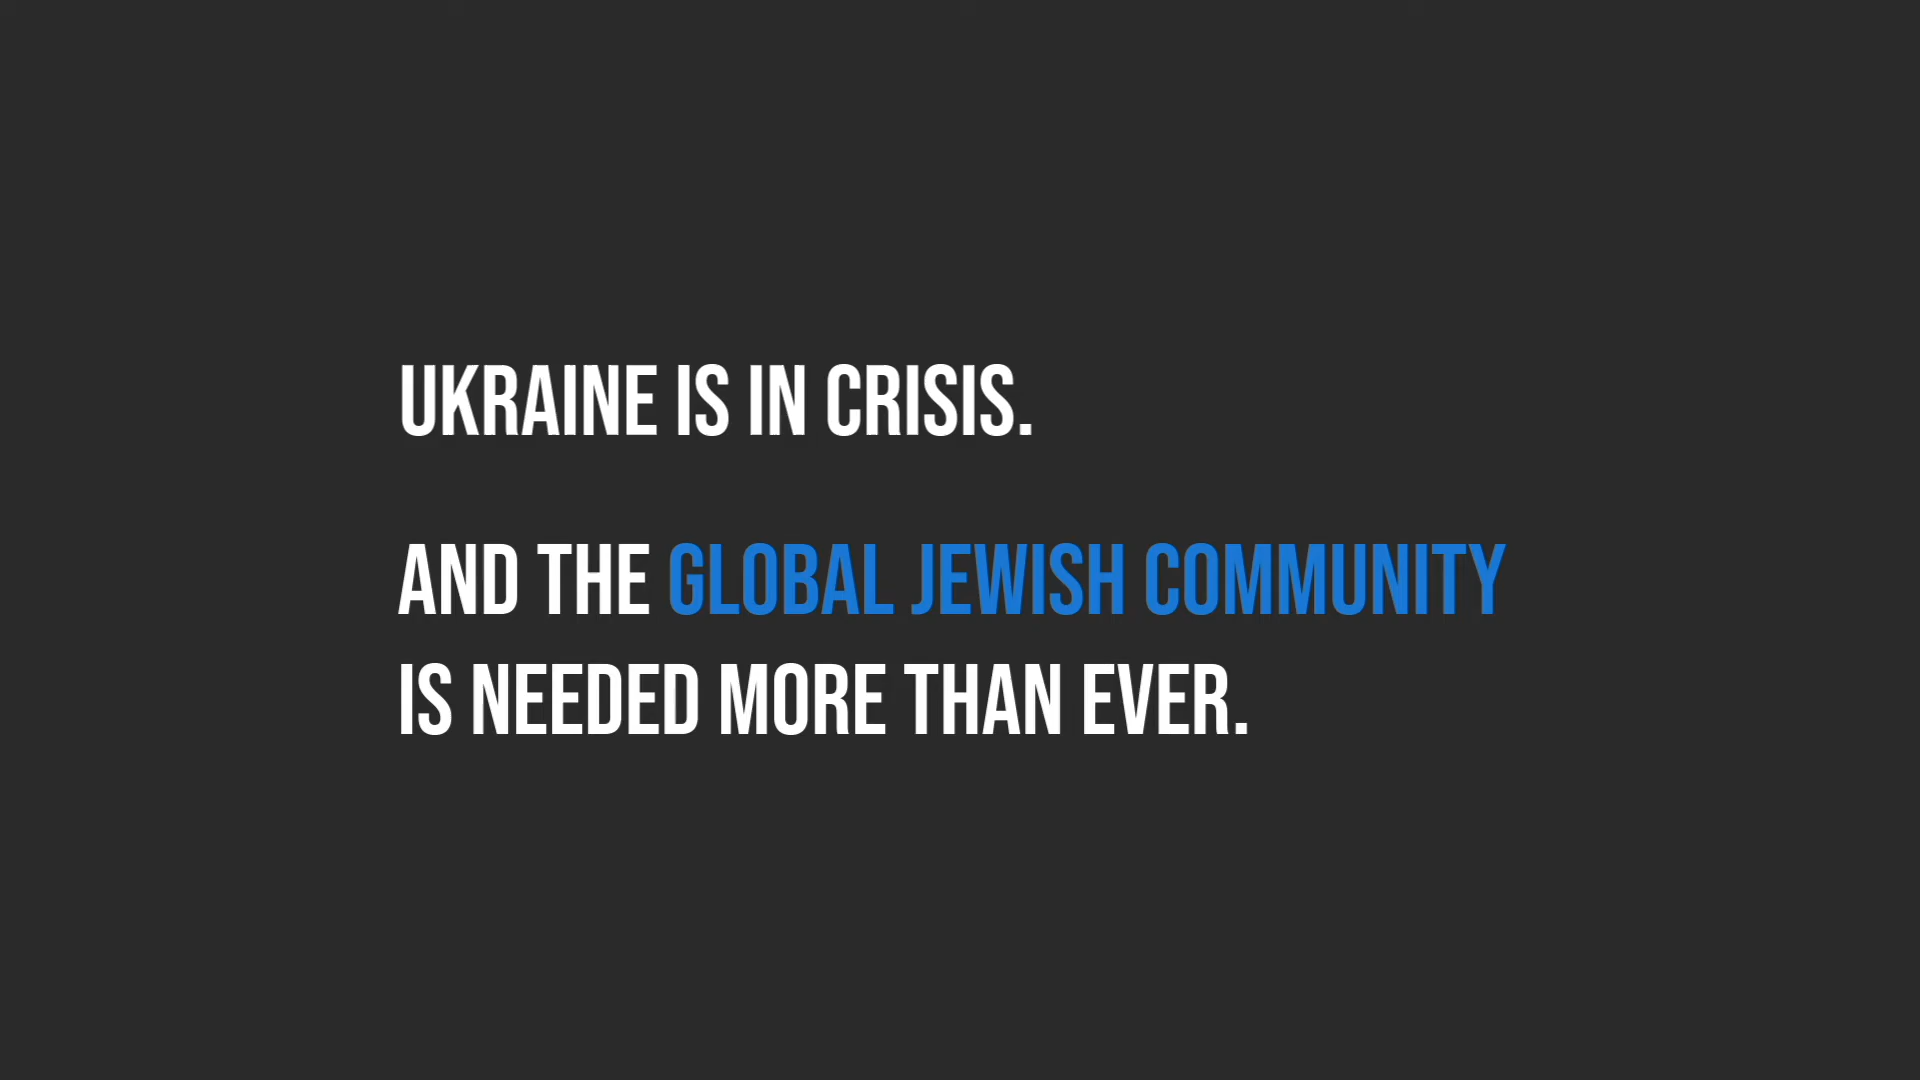 UKRAINE IS IN CRISIS.
AND THE GLOBAL JEWISH COMMUNITY
IS NEEDED MORE THAN EVER.